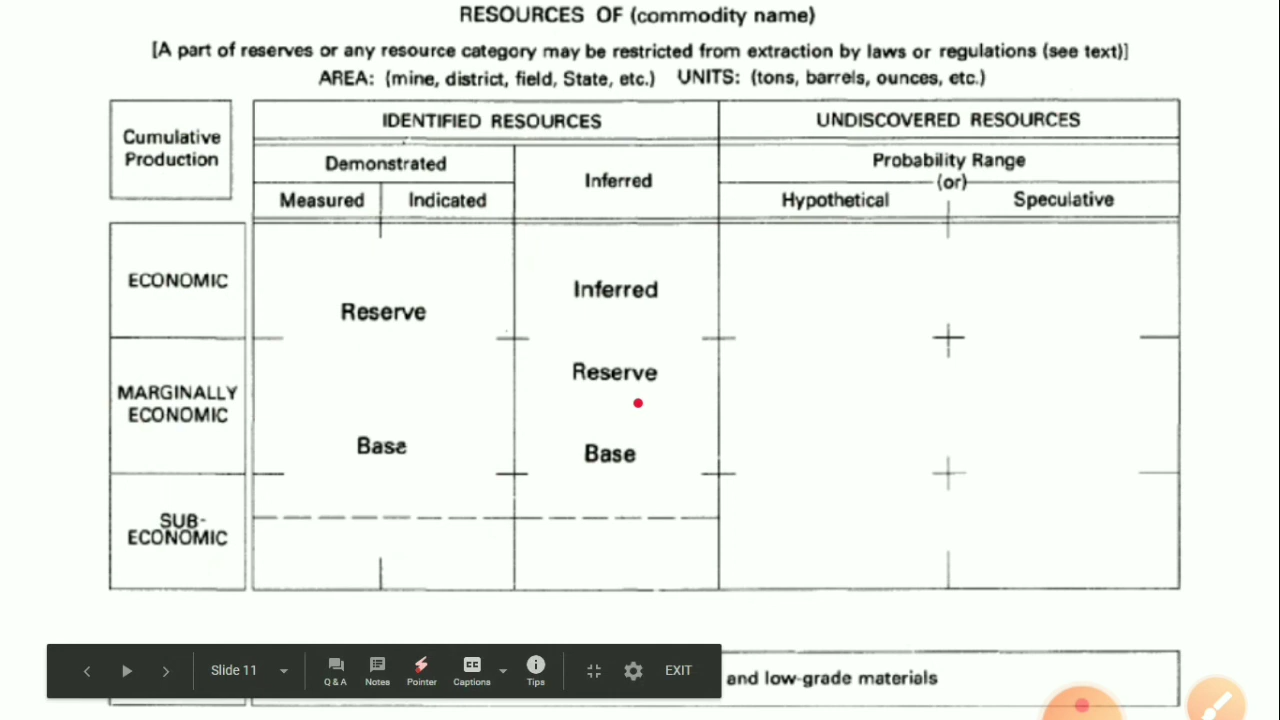 RESOURCES OF (commodity name)
[A part of reserves or any resource category may be restricted from extraction by laws or regulations (see text)]
AREA: (mine, district, field, State, etc.) UNITS: (tons, barrels, ounces, etc.)
Cumulative
Production
IDENTIFIED RESOURCES
UNDISCOVERED RESOURCES
Demonstrated
Inferred
Probability Range
(or)
Measured
Indicated
Hypothetical
Speculative
ECONOMIC
Reserve
Inferred
MARGINALLY
ECONOMIC
Base
Reserve
Base
SUB-
ECONOMIC
Slide 11
Q & A
Notes
Pointer
CC
Captions
Tips
EXIT
and low-grade materials